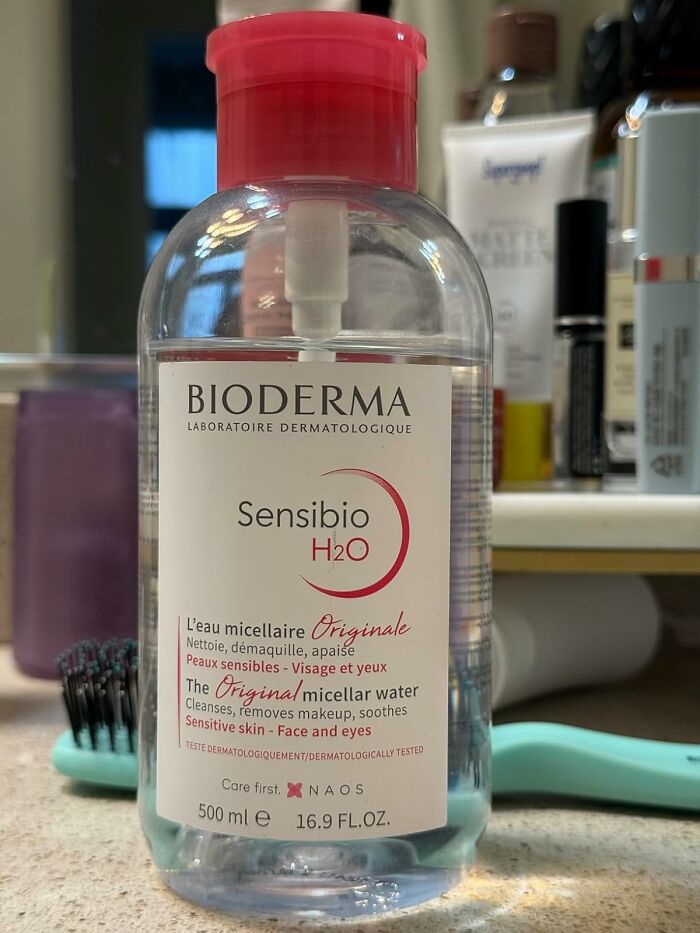 BIODERMA
LABORATOIRE DERMATOLOGIQUE
Sensibio
H2O
L'eau micellaire Originale
Nettoie, démaquille, apaise
Peaux sensibles - Visage et yeux
The Original micellar water
Cleanses, removes makeup, soothes
Sensitive skin - Face and eyes
TESTÉ DERMATOLOGIQUEMENT/DERMATOLOGICALLY TESTED
Care first. NAOS
500 ml e 16.9 FL.OZ.
Supergoop!
MATTE
SCREEN